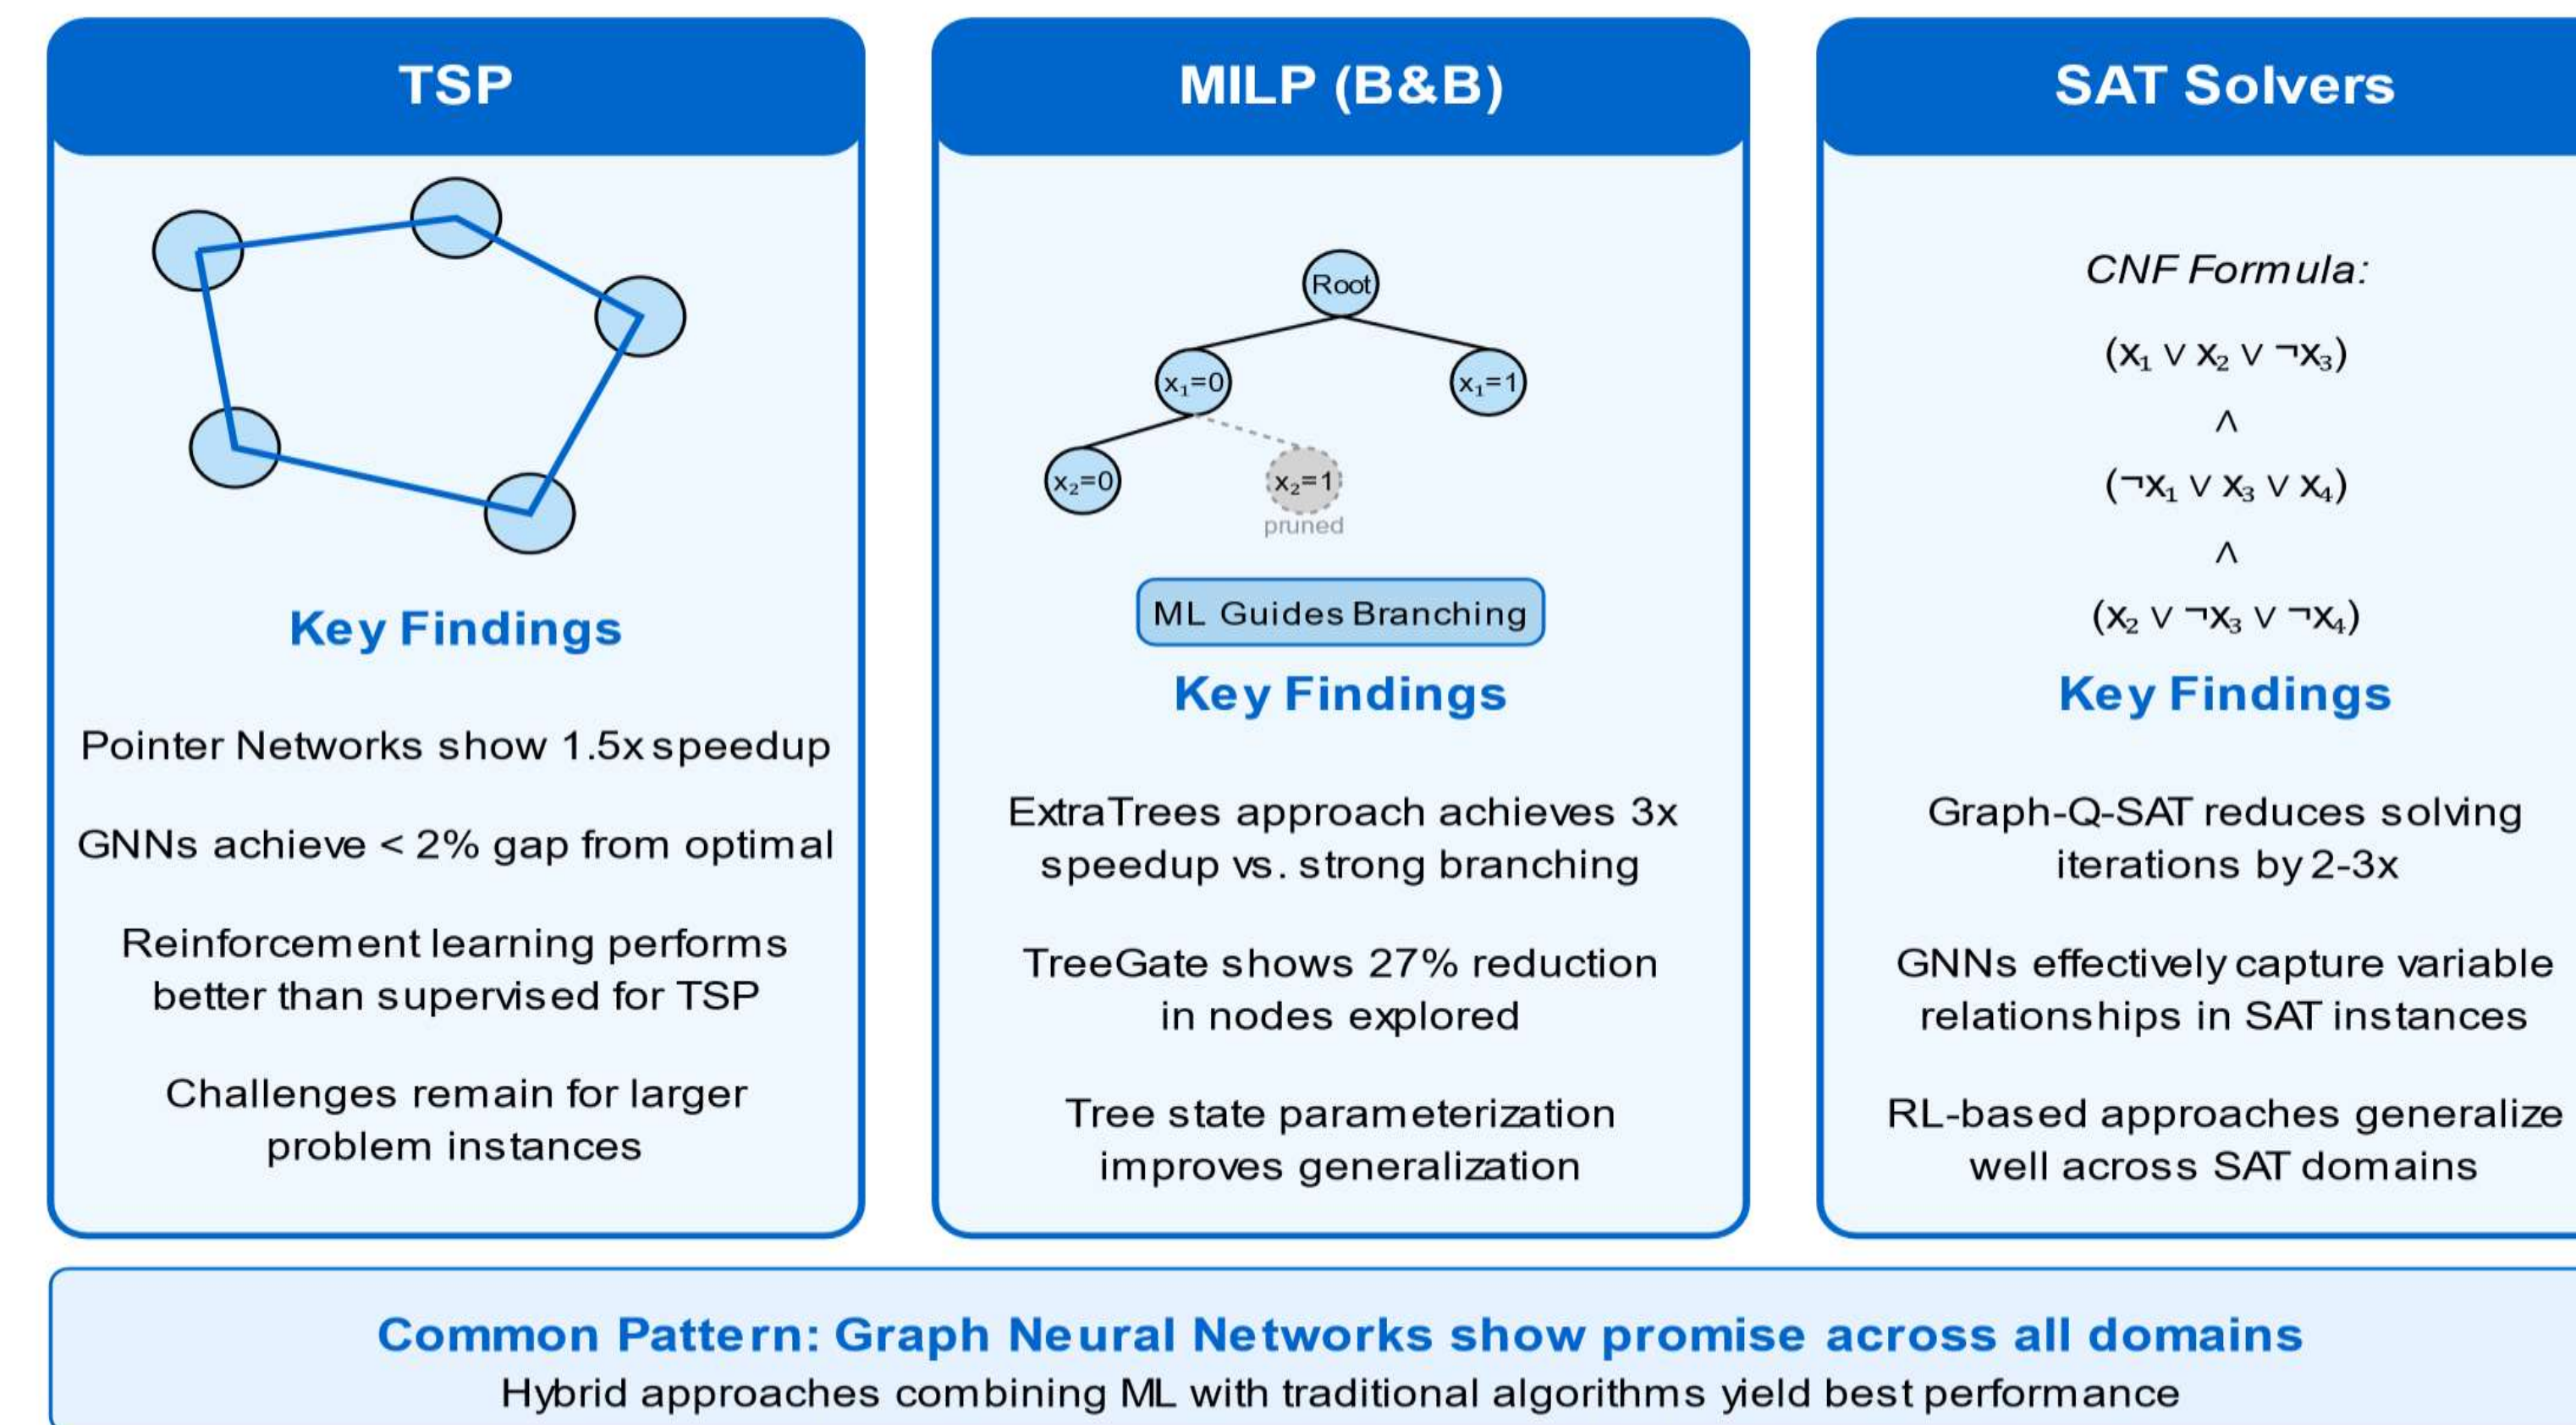 TSP
Key Findings
Pointer Networks show 1.5x speedup
GNNs achieve < 2% gap from optimal
Reinforcement learning performs
better than supervised for TSP
Challenges remain for larger
problem instances
MILP (B&B)
Root
x₁=0
x₁=1
x₂=0
x₂=1
pruned
ML Guides Branching
Key Findings
ExtraTrees approach achieves 3x
speedup vs. strong branching
TreeGate shows 27% reduction
in nodes explored
Tree state parameterization
improves generalization
SAT Solvers
CNF Formula:
(x₁ ∨ x₂ ∨ ¬x₃)
∧
(¬x₁ ∨ x₃ ∨ x₄)
∧
(x₂ ∨ ¬x₃ ∨ ¬x₄)
Key Findings
Graph-Q-SAT reduces solving
iterations by 2-3x
GNNs effectively capture variable
relationships in SAT instances
RL-based approaches generalize
well across SAT domains
Common Pattern: Graph Neural Networks show promise across all domains
Hybrid approaches combining ML with traditional algorithms yield best performance